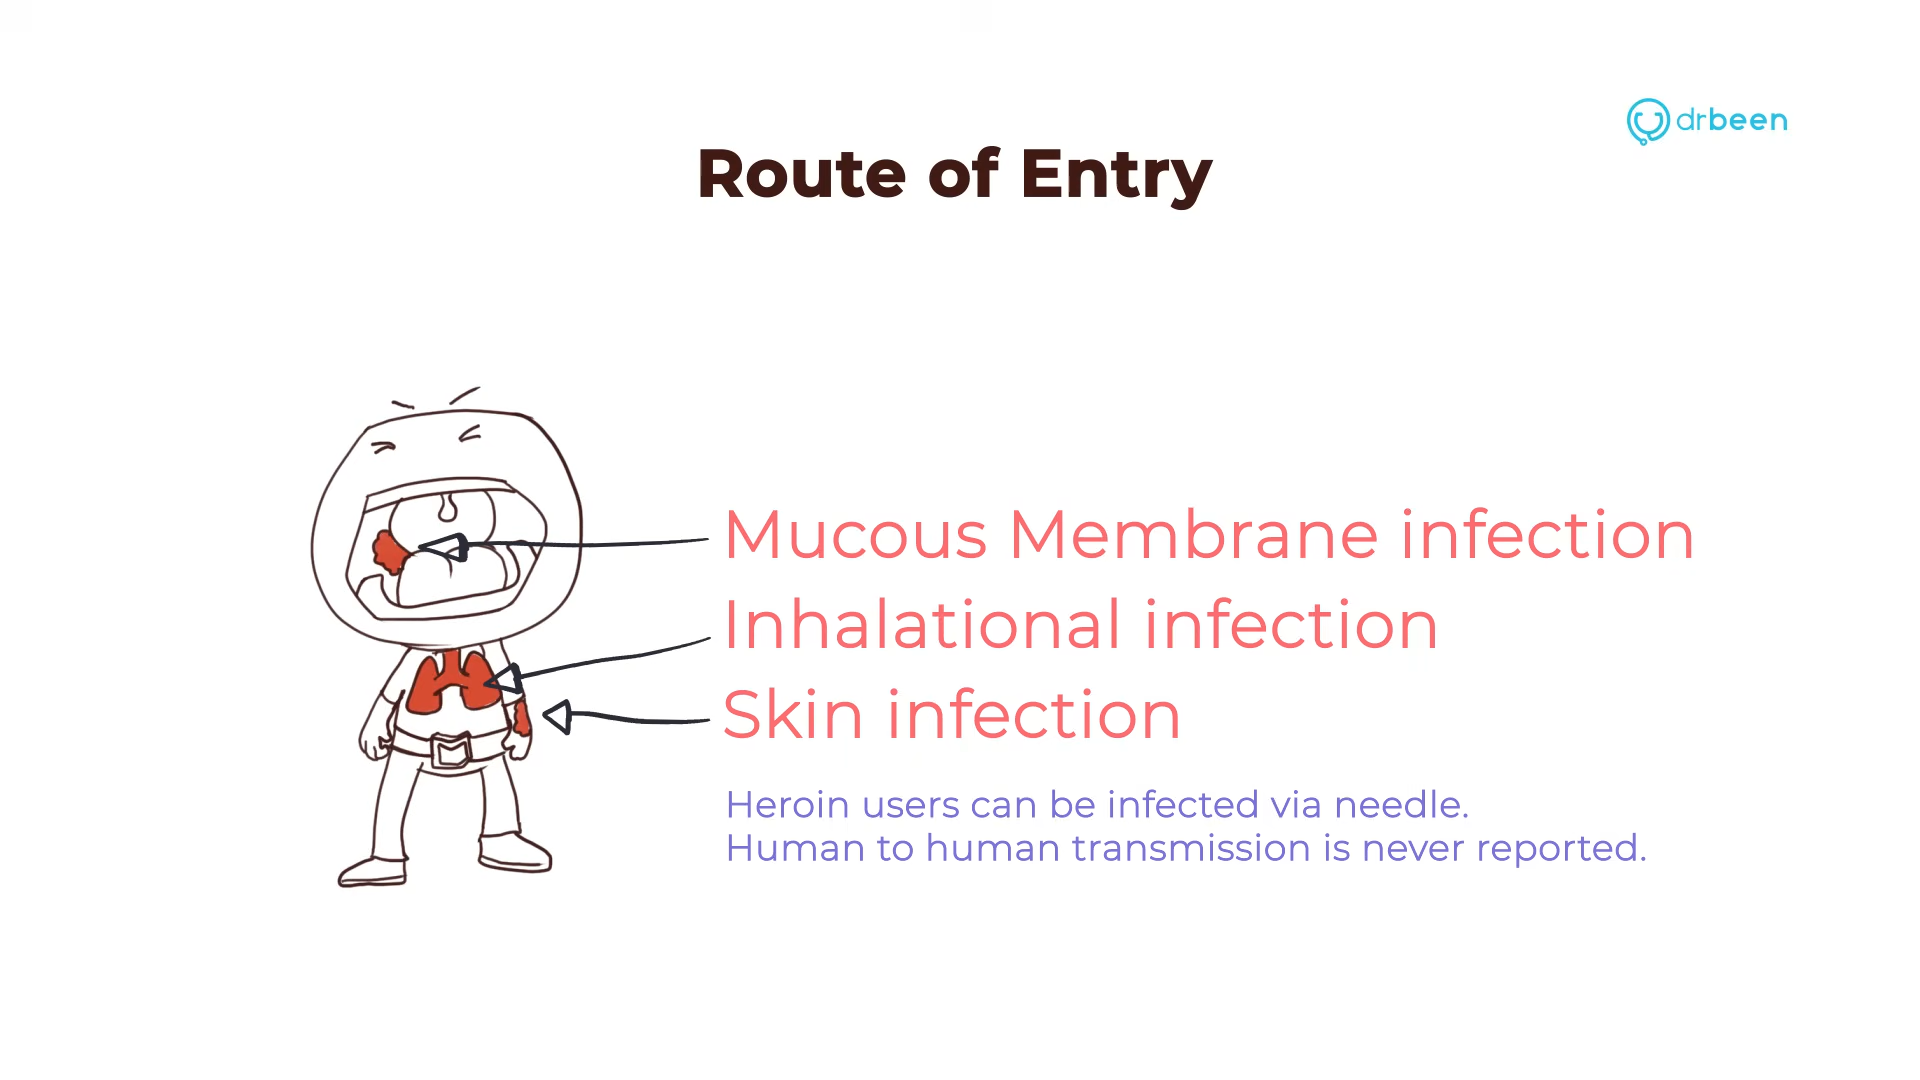 drbeen
Route of Entry
Mucous Membrane infection
Inhalational infection
Skin infection
Heroin users can be infected via needle.
Human to human transmission is never reported.